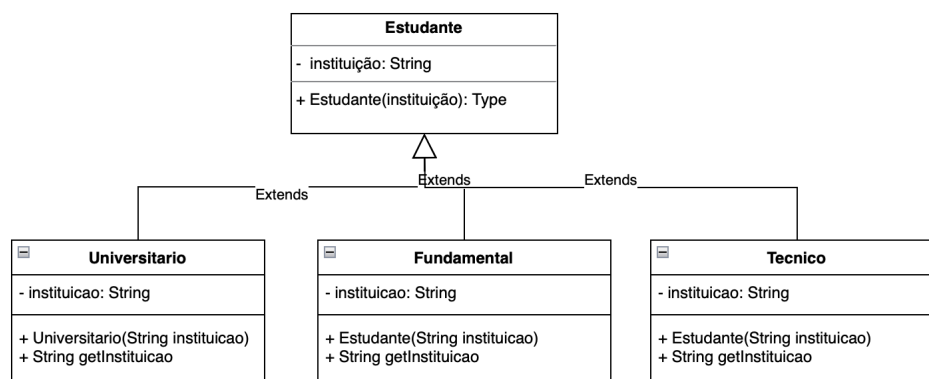 Estudante
- instituição: String
+ Estudante(instituição): Type
Extends
Extends
Extends
Universitario
- instituicao: String
+ Universitario(String instituicao)
+ String getInstituicao
Fundamental
- instituicao: String
+ Estudante(String instituicao)
+ String getInstituicao
Tecnico
- instituicao: String
+ Estudante(String instituicao)
+ String getInstituicao